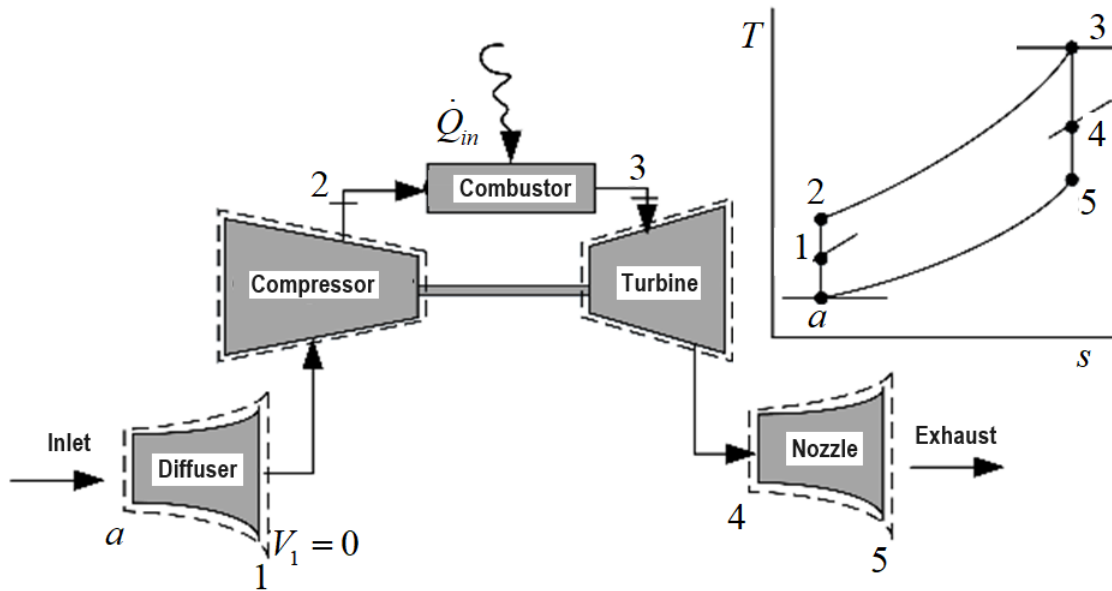 T
3
4
5
2
1
a
s
Q̇in
2
Combustor
3
Compressor
Turbine
Inlet
Diffuser
a
V1 = 0
1
Nozzle
Exhaust
4
5